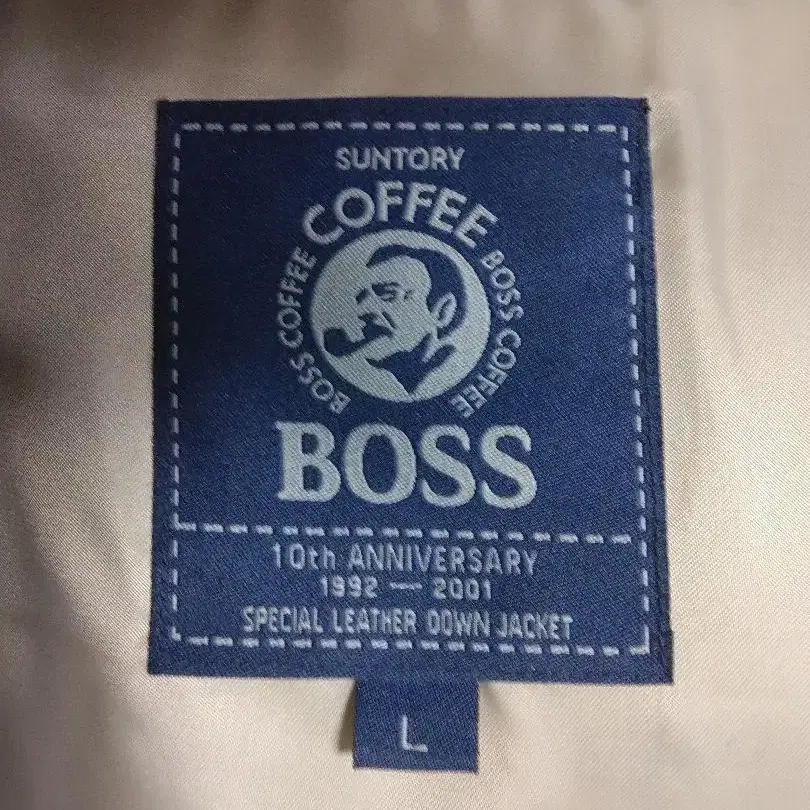 SUNTORY
COFFEE
BOSS COFFEE
BOSS COFFEE
BOSS
10th ANNIVERSARY
1992 — 2001
SPECIAL LEATHER DOWN JACKET
L